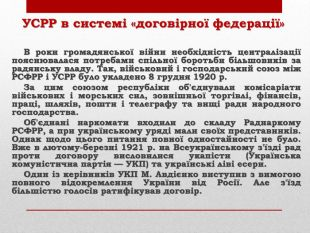 УСРР в системі «договірної федерації»
В роки громадянської війни необхідність централізації
пояснювалася потребами спільної боротьби більшовиків за
радянську владу. Так, військовий і господарський союз між
РСФРР і УСРР було укладено 8 грудня 1920 р.
За цим союзом республіки об'єднували комісаріати
військових і морських сил, зовнішньої торгівлі, фінансів,
праці, шляхів, пошти і телеграфу та вищі ради народного
господарства.
Об'єднані наркомати входили до складу Раднаркому
РСФРР, а при українському уряді мали своїх представників.
Однак щодо цього питання повної одностайності не було.
Вже в лютому-березні 1921 р. на Всеукраїнському з'їзді рад
проти договору висловилися укапісти (Українська
комуністична партія — УКП) та українські ліві есери.
Один із керівників УКП М. Авдієнко виступив з вимогою
повного відокремлення України від Росії. Але з'їзд
більшістю голосів ратифікував договір.